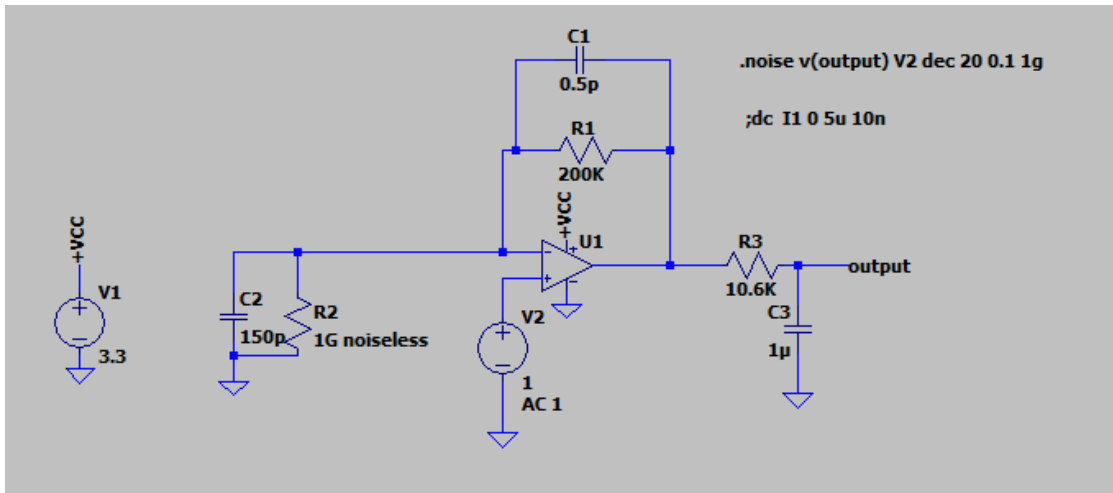 C1
0.5p
.noise v(output) V2 dec 20 0.1 1g
;dc I1 0 5u 10n
R1
200K
+VCC
U1
+VCC
V1
3.3
C2
150p
R2
1G noiseless
V2
1
AC 1
R3
10.6K
output
C3
1µ